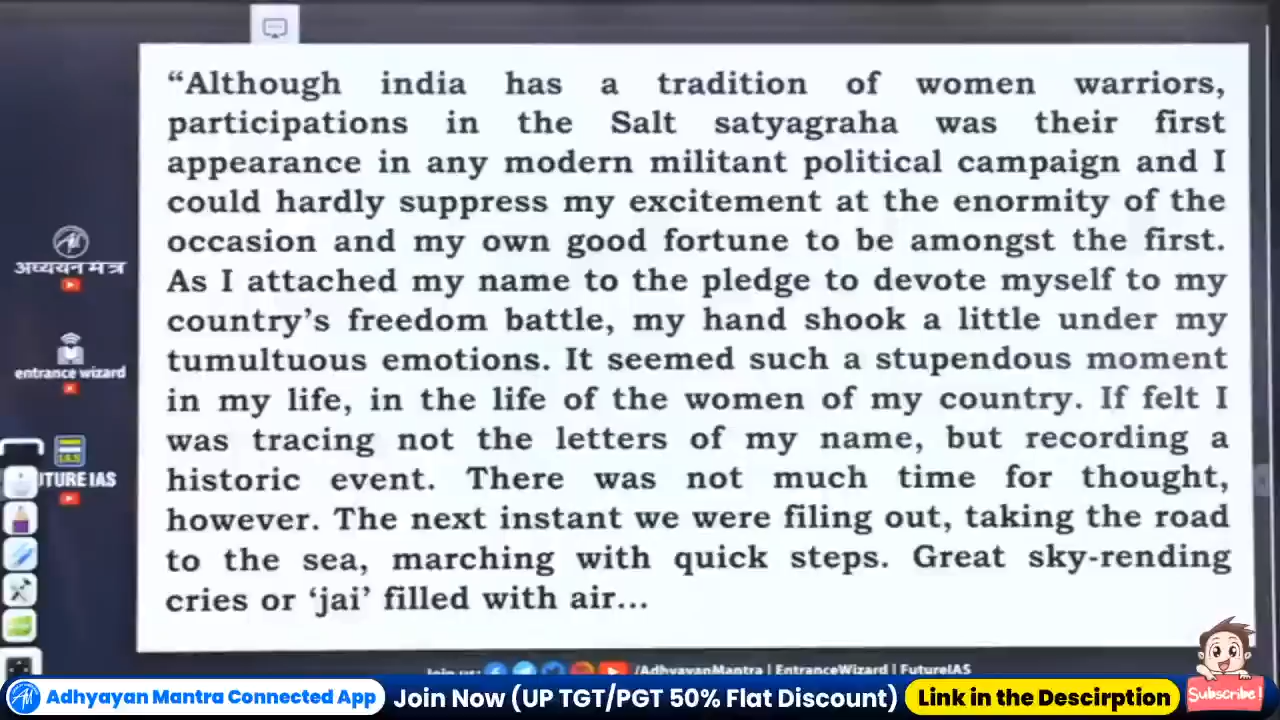 “Although india has a tradition of women warriors,
participations in the Salt satyagraha was their first
appearance in any modern militant political campaign and I
could hardly suppress my excitement at the enormity of the
occasion and my own good fortune to be amongst the first.
As I attached my name to the pledge to devote myself to my
country’s freedom battle, my hand shook a little under my
tumultuous emotions. It seemed such a stupendous moment
in my life, in the life of the women of my country. If felt I
was tracing not the letters of my name, but recording a
historic event. There was not much time for thought,
however. The next instant we were filing out, taking the road
to the sea, marching with quick steps. Great sky-rending
cries or ‘jai’ filled with air...
अध्ययन मंत्र
entrance wizard
IAS
UTURE IAS
Join us: /AdhyayanMantra | EntranceWizard | FutureIAS
Adhyayan Mantra Connected App Join Now (UP TGT/PGT 50% Flat Discount) Link in the Descirption
Subscribe!